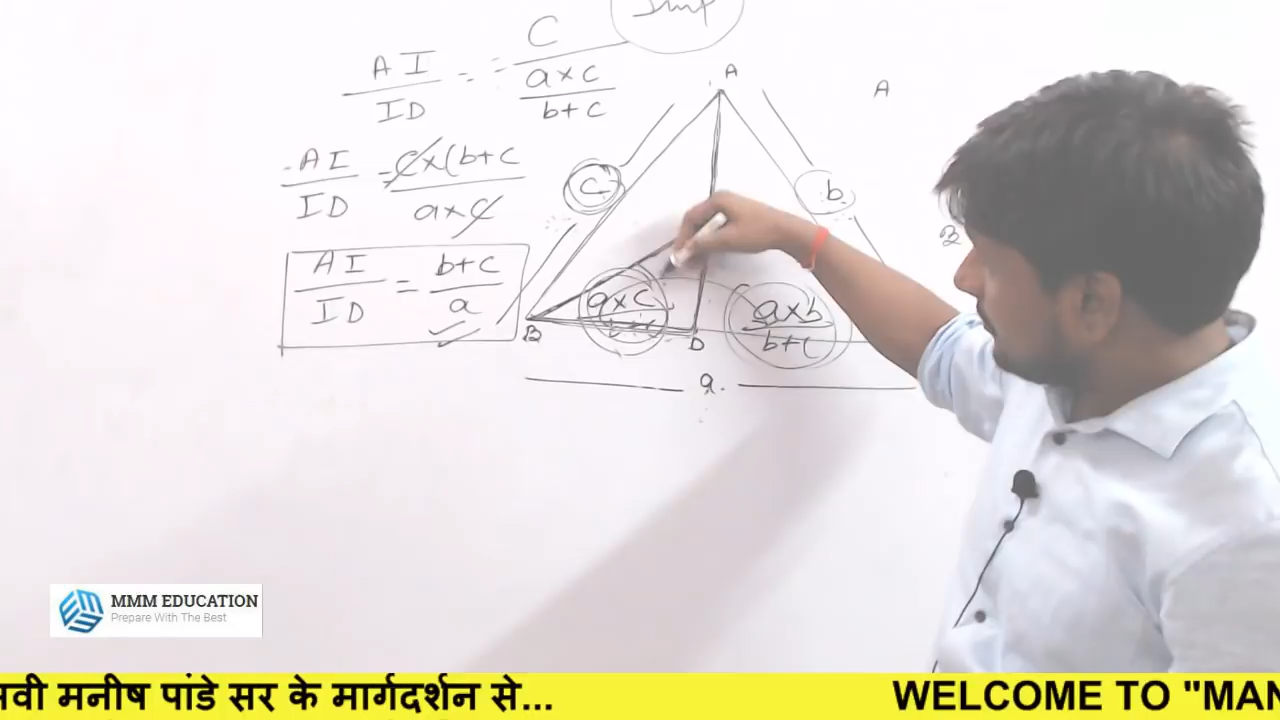 C
AI = a×c
ID b+c
AI = c×(b+c
ID a×c
AI = b+c
ID a
A
A
c
b
B
a×c
D
a×b
b+c
a.
MMM EDUCATION
Prepare With The Best
मनीष पांडे सर के मार्गदर्शन से... WELCOME TO "MAN